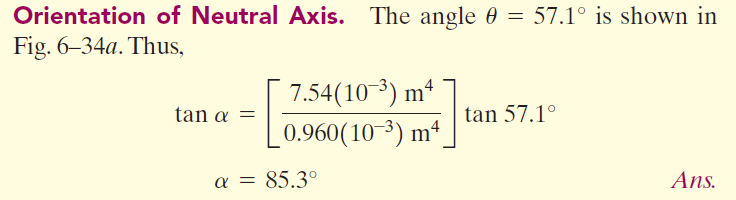 Orientation of Neutral Axis. The angle θ = 57.1° is shown in
Fig. 6–34a. Thus,
tan α = [ 7.54(10⁻³) m⁴ / 0.960(10⁻³) m⁴ ] tan 57.1°
α = 85.3° Ans.